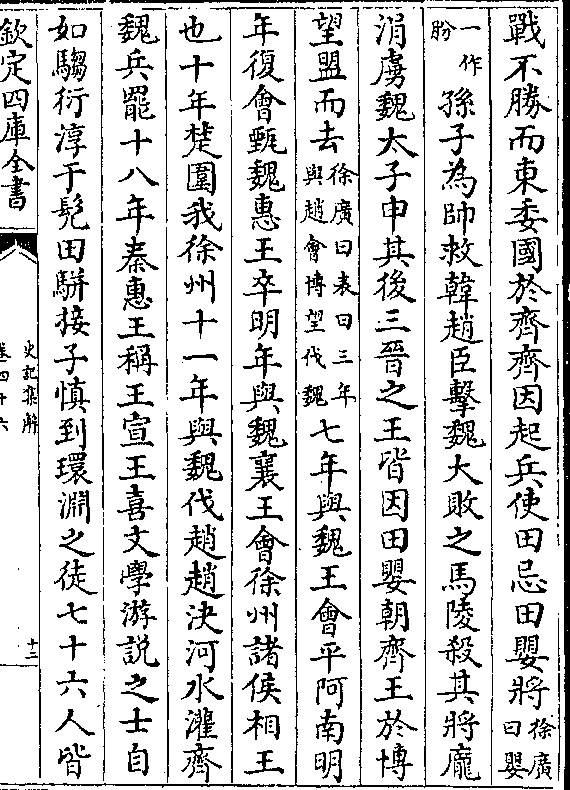 戰不勝而東委國於齊齊因起兵使田忌田嬰將徐廣曰嬰
一作盼孫子為帥救韓趙臣擊魏大敗之馬陵殺其將龐
涓虜魏太子申其後三晉之王皆因田嬰朝齊王於博
望盟而去徐廣曰表曰三年與趙會博望伐魏七年與魏王會平阿南明
年復會甄魏惠王卒明年與魏襄王會徐州諸侯相王
也十年楚圍我徐州十一年與魏伐趙趙決河水灌齊
魏兵罷十八年秦惠王稱王宣王喜文學游說之士自
如騶衍淳于髡田駢接子慎到環淵之徒七十六人皆
欽定四庫全書
史記集解
卷四十六
十二